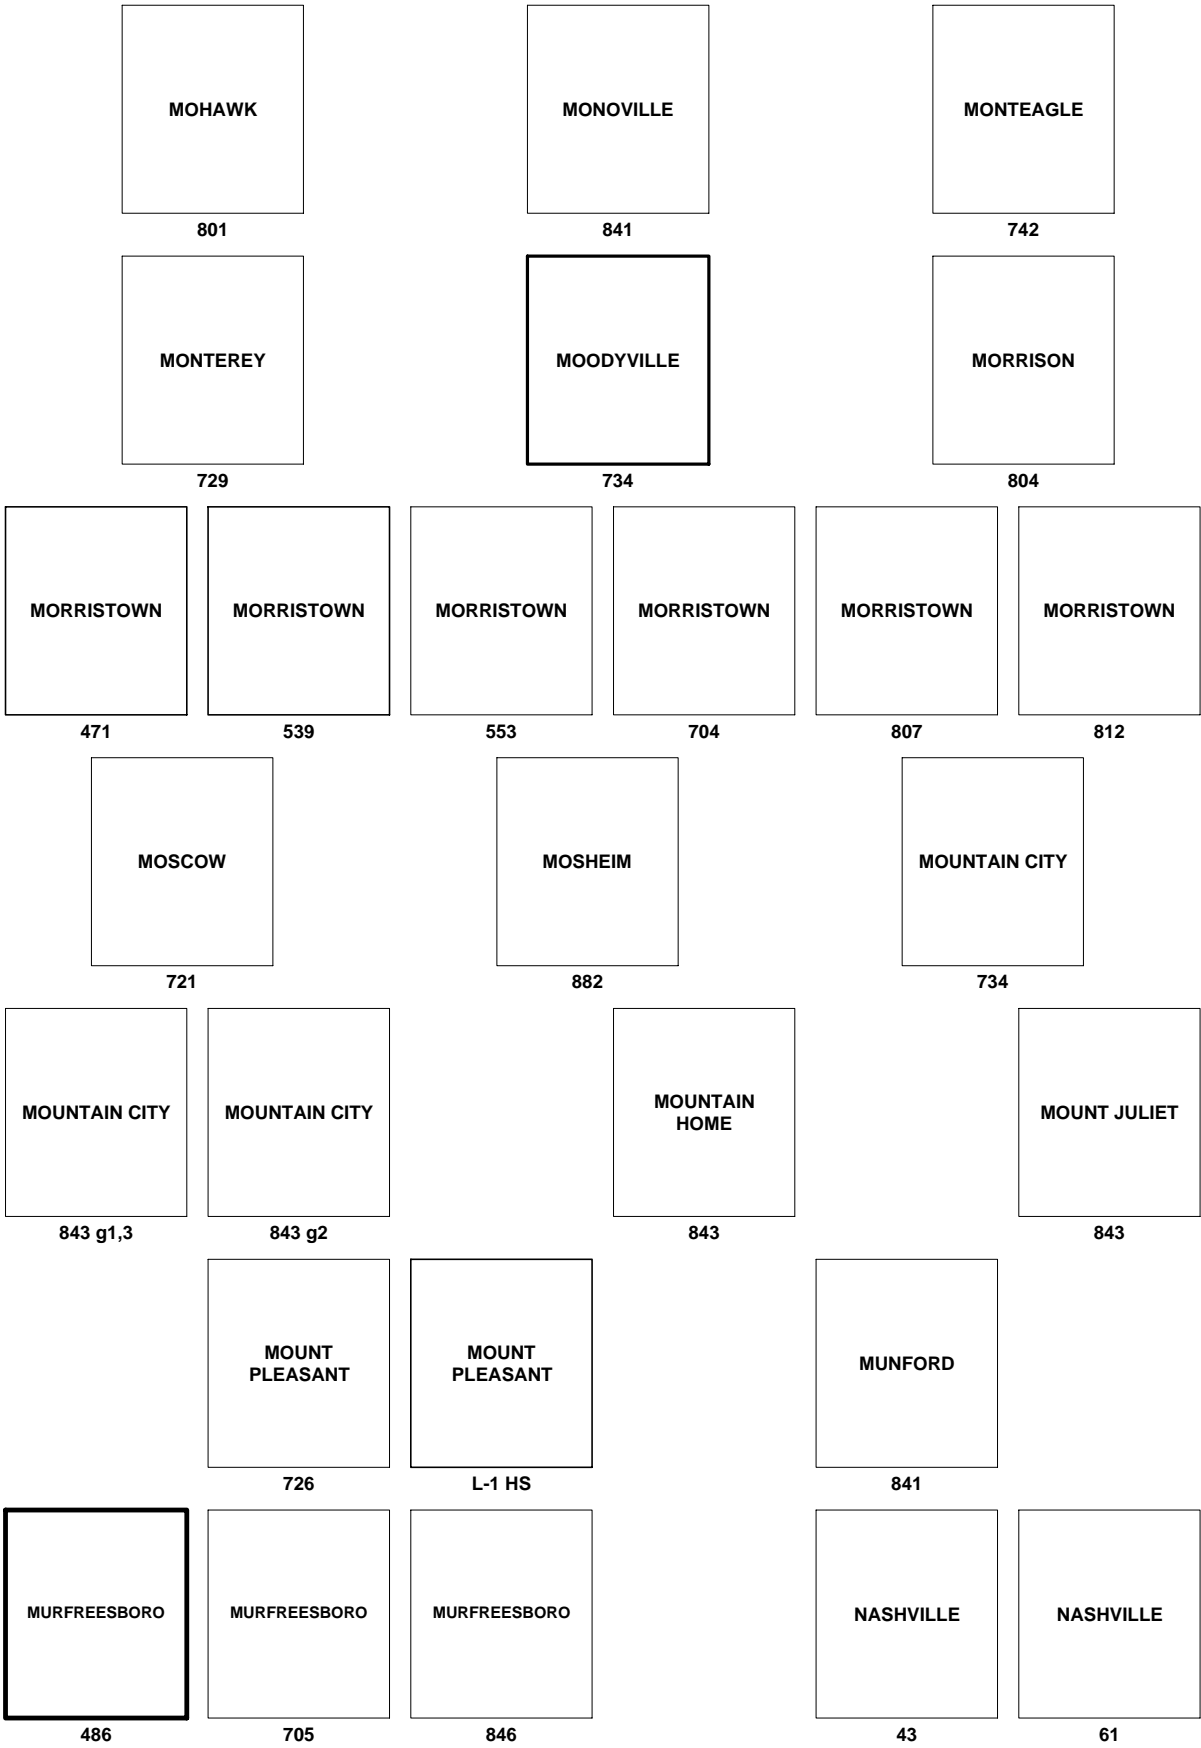 MOHAWK
MONOVILLE
MONTEAGLE
801
841
742
MONTEREY
MOODYVILLE
MORRISON
729
734
804
MORRISTOWN
MORRISTOWN
MORRISTOWN
MORRISTOWN
MORRISTOWN
MORRISTOWN
471
539
553
704
807
812
MOSCOW
MOSHEIM
MOUNTAIN CITY
721
882
734
MOUNTAIN CITY
MOUNTAIN CITY
MOUNTAIN
HOME
MOUNT JULIET
843 g1,3
843 g2
843
843
MOUNT
PLEASANT
MOUNT
PLEASANT
MUNFORD
726
L-1 HS
841
MURFREESBORO
MURFREESBORO
MURFREESBORO
NASHVILLE
NASHVILLE
486
705
846
43
61